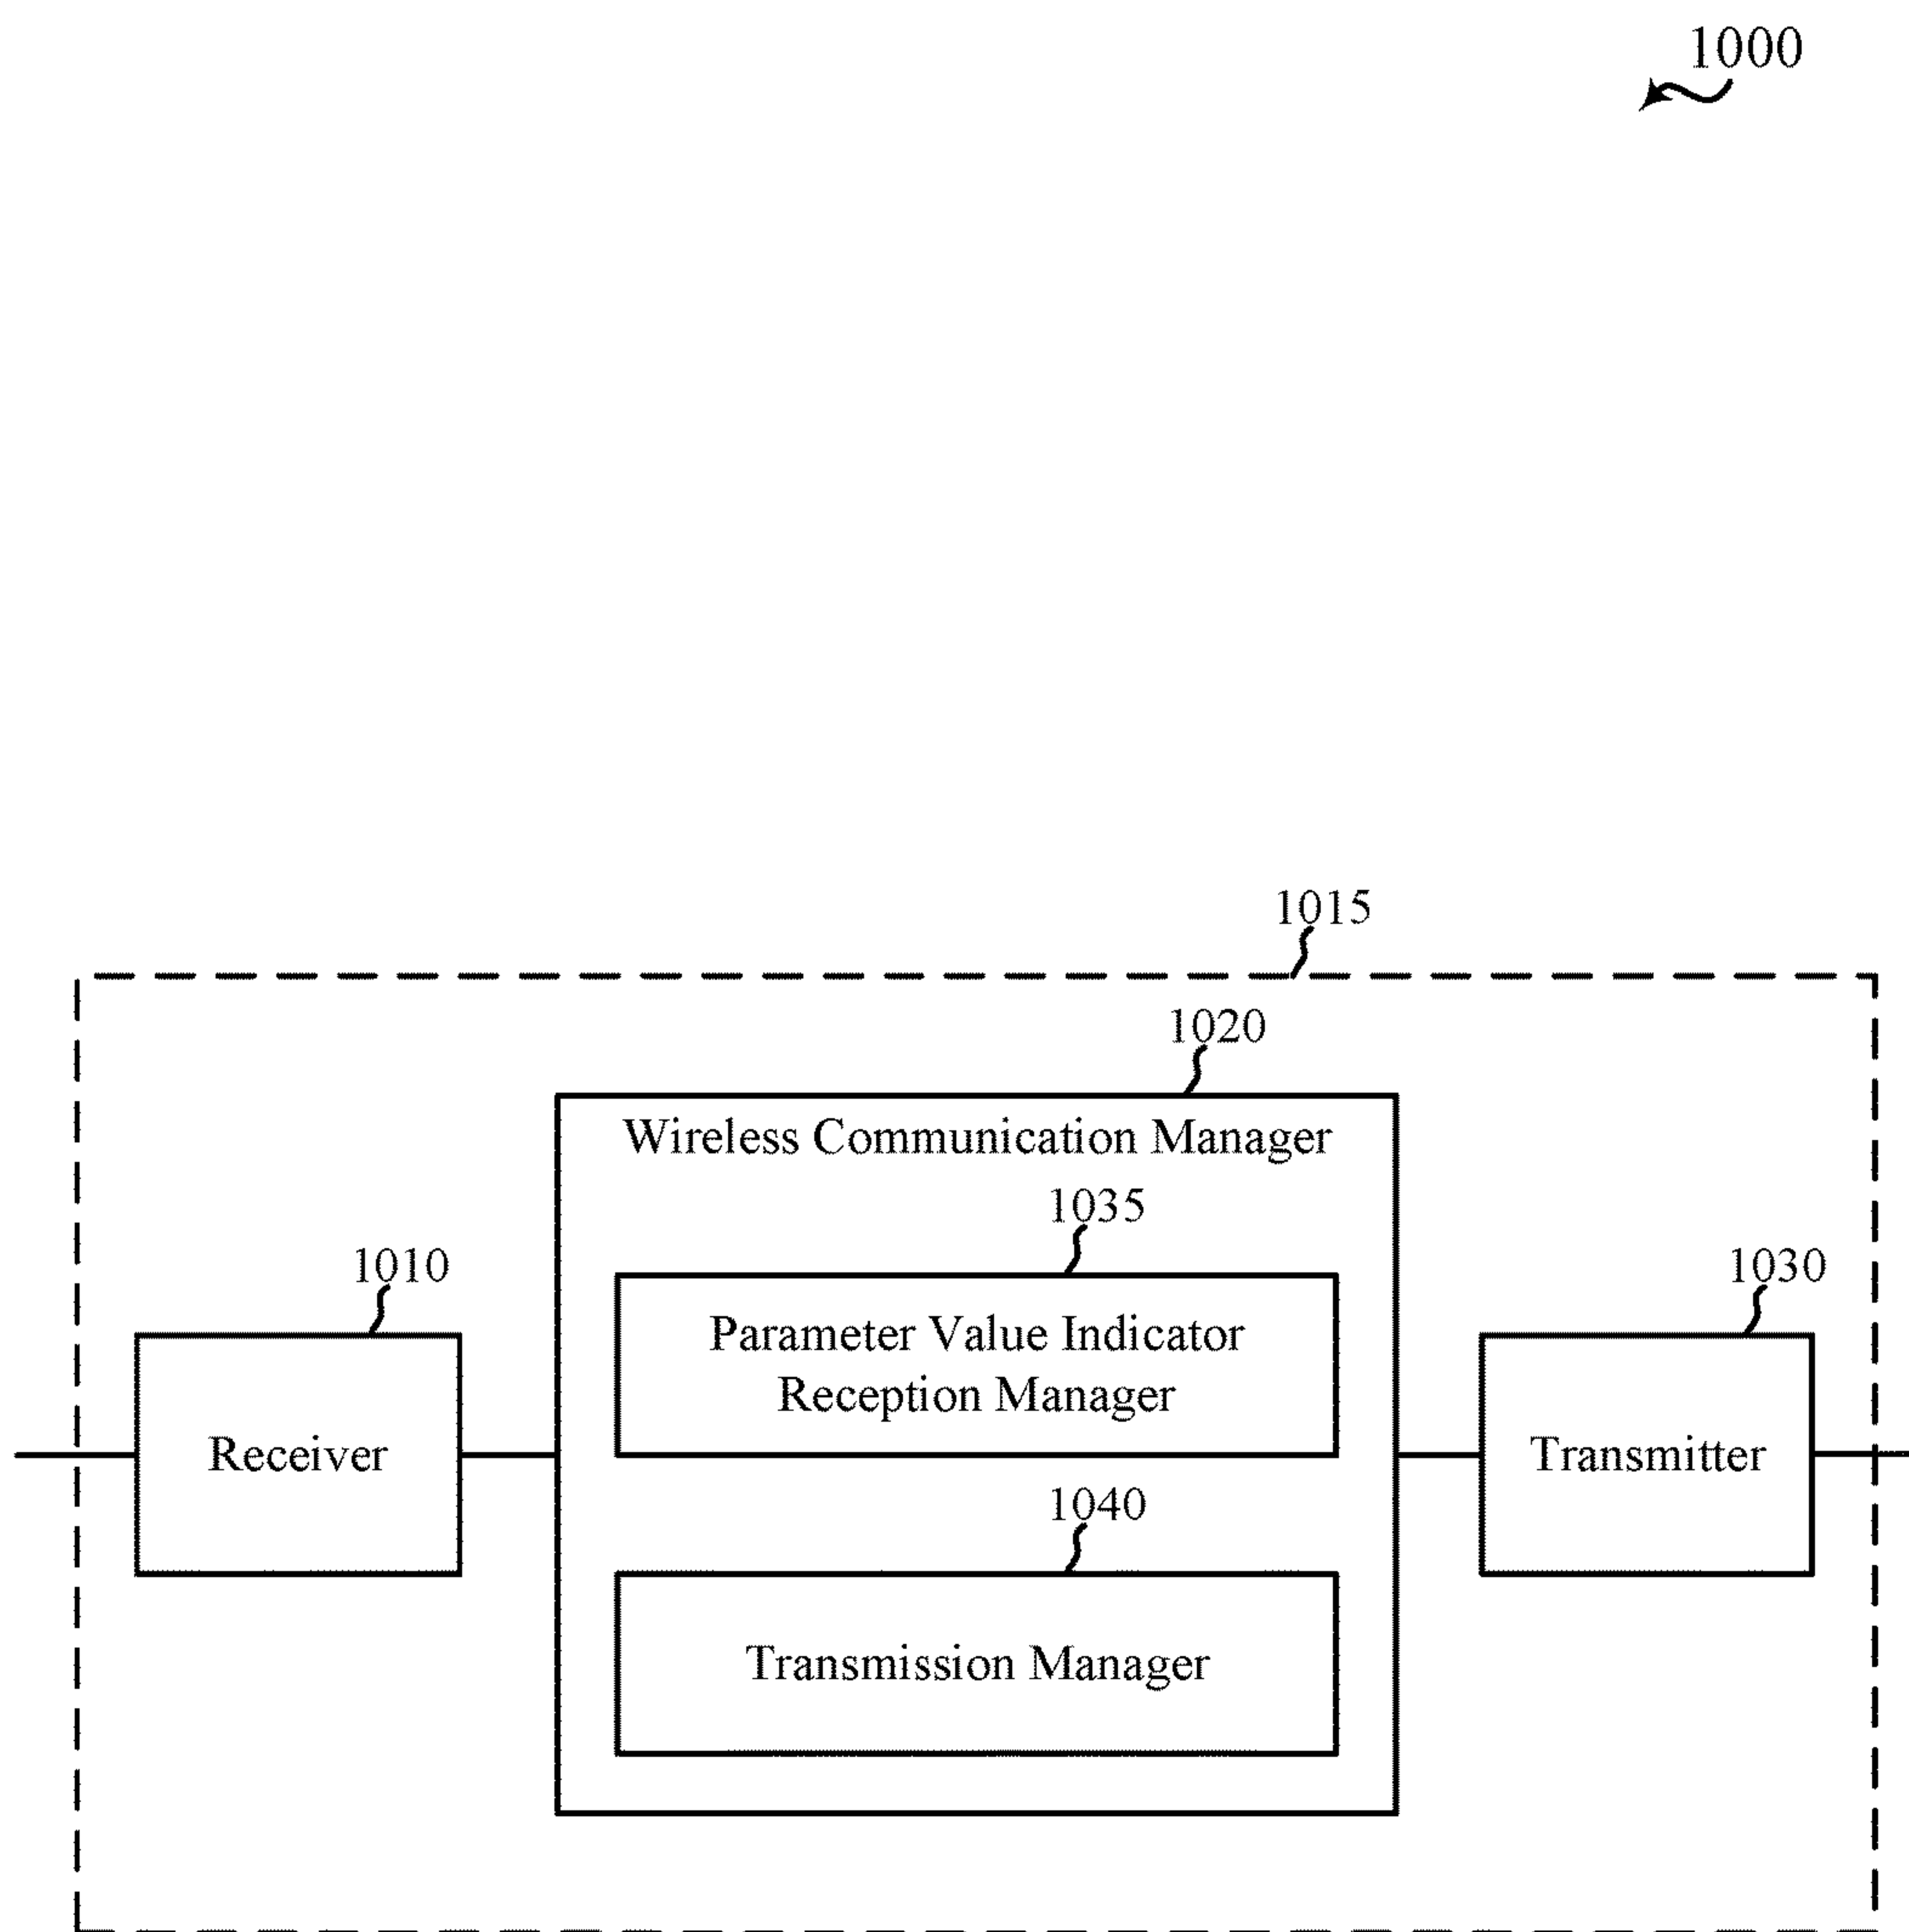 1000
1015
1020
Wireless Communication Manager
1035
1010
1030
Parameter Value Indicator
Reception Manager
Receiver
Transmitter
1040
Transmission Manager